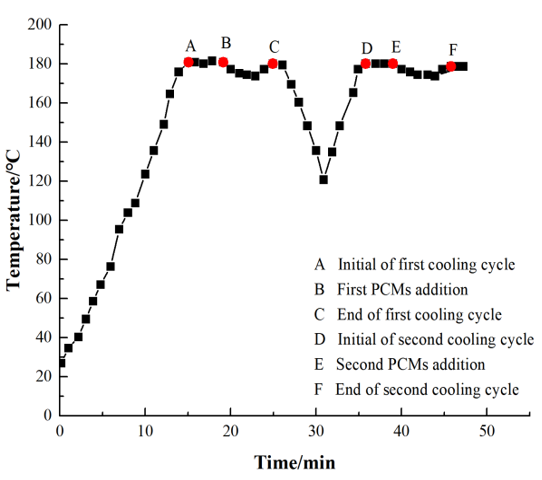 200
180
160
140
120
100
80
60
40
20
0
0 10 20 30 40 50
Temperature/°C
Time/min
A B C D E F
A Initial of first cooling cycle
B First PCMs addition
C End of first cooling cycle
D Initial of second cooling cycle
E Second PCMs addition
F End of second cooling cycle